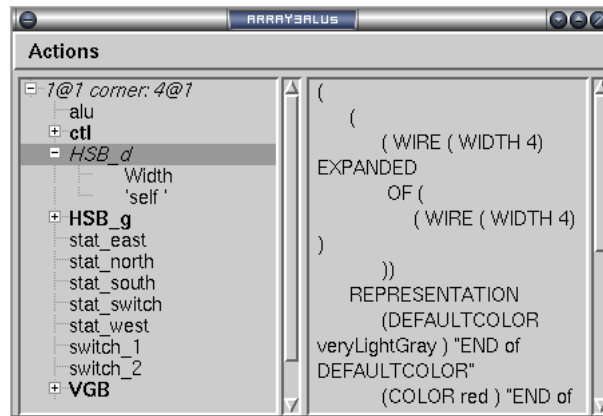 ARRAY3ALUs
Actions
1@1 corner: 4@1
alu
ctl
HSB_d
Width
'self '
HSB_g
stat_east
stat_north
stat_south
stat_switch
stat_west
switch_1
switch_2
VGB
(
(
( WIRE ( WIDTH 4)
EXPANDED
OF (
( WIRE ( WIDTH 4)
)
))
REPRESENTATION
(DEFAULTCOLOR
veryLightGray ) "END of
DEFAULTCOLOR"
(COLOR red ) "END of